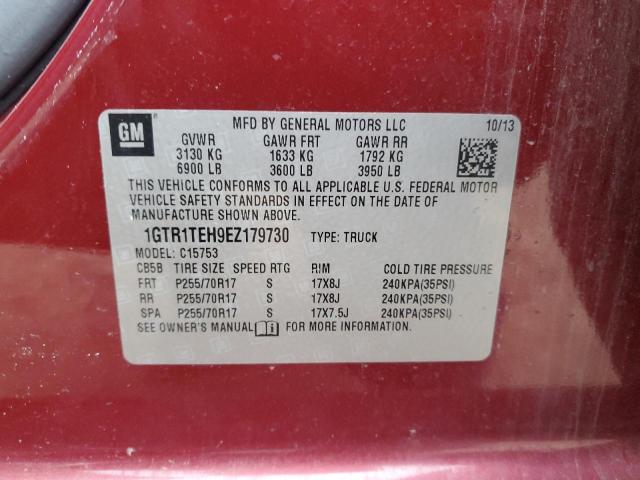 GM
MFD BY GENERAL MOTORS LLC 10/13
GVWR GAWR FRT GAWR RR
3130 KG 1633 KG 1792 KG
6900 LB 3600 LB 3950 LB
THIS VEHICLE CONFORMS TO ALL APPLICABLE U.S. FEDERAL MOTOR
VEHICLE SAFETY STANDARDS IN EFFECT ON THE DATE OF
MANUFACTURE SHOWN ABOVE.
1GTR1TEH9EZ179730 TYPE: TRUCK
MODEL: C15753
CB5B TIRE SIZE SPEED RTG RIM COLD TIRE PRESSURE
FRT P255/70R17 S 17X8J 240KPA(35PSI)
RR P255/70R17 S 17X8J 240KPA(35PSI)
SPA P255/70R17 S 17X7.5J 240KPA(35PSI)
SEE OWNER'S MANUAL FOR MORE INFORMATION.